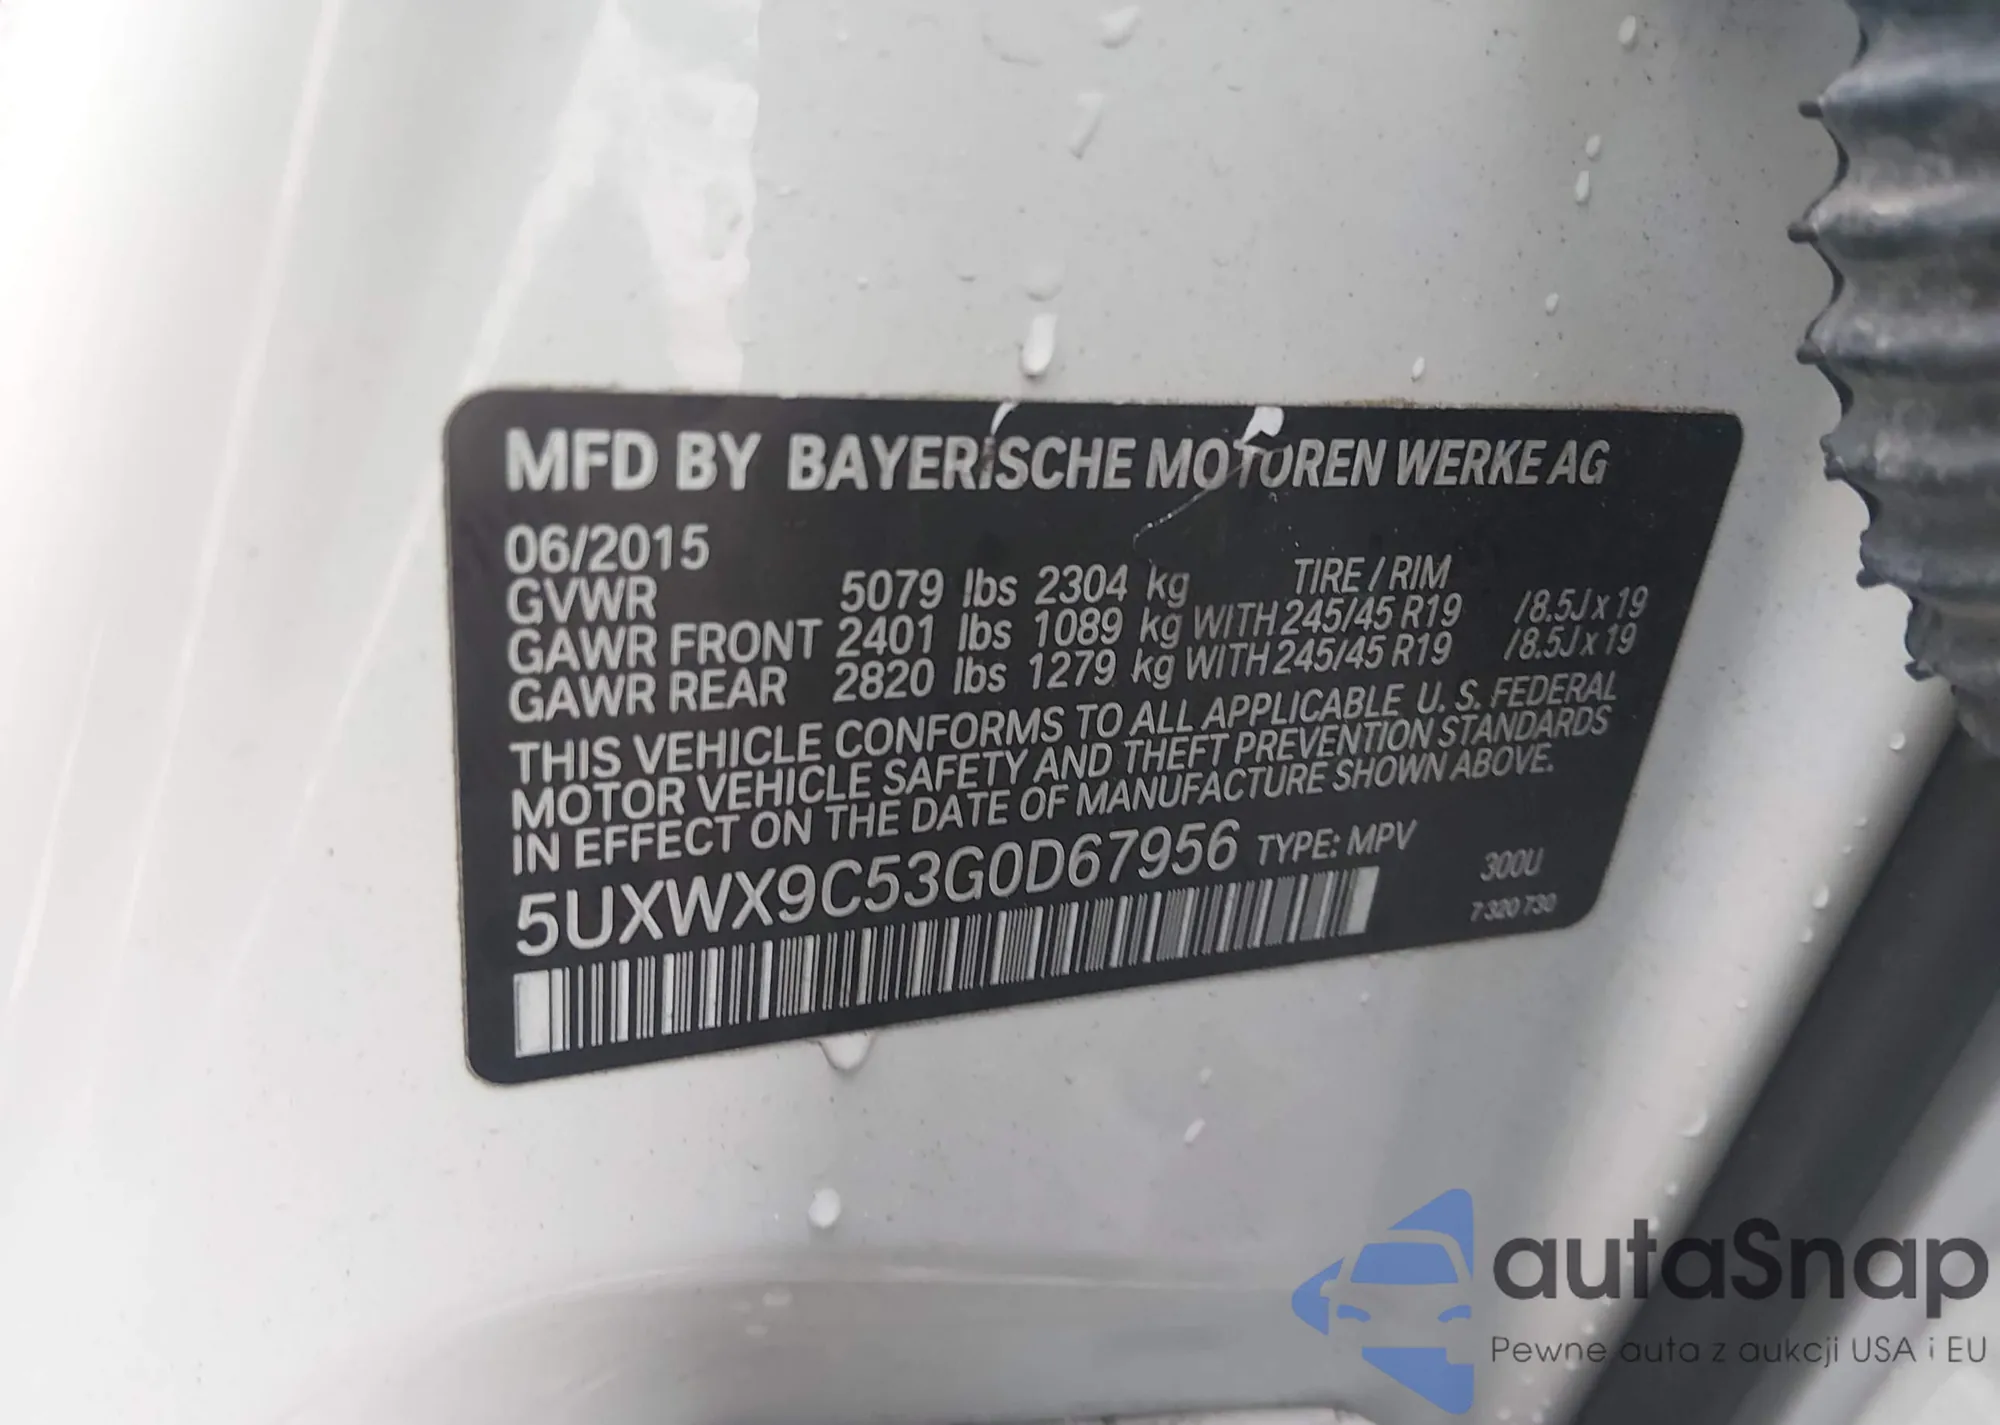 MFD BY BAYERISCHE MOTOREN WERKE AG
06/2015
GVWR 5079 lbs 2304 kg TIRE / RIM
GAWR FRONT 2401 lbs 1089 kg WITH 245/45 R19 /8.5J x 19
GAWR REAR 2820 lbs 1279 kg WITH 245/45 R19 /8.5J x 19
THIS VEHICLE CONFORMS TO ALL APPLICABLE U. S. FEDERAL
MOTOR VEHICLE SAFETY AND THEFT PREVENTION STANDARDS
IN EFFECT ON THE DATE OF MANUFACTURE SHOWN ABOVE.
5UXWX9C53G0D67956 TYPE: MPV
300U
7 320 730
autaSnap
Pewne auta z aukcji USA i EU